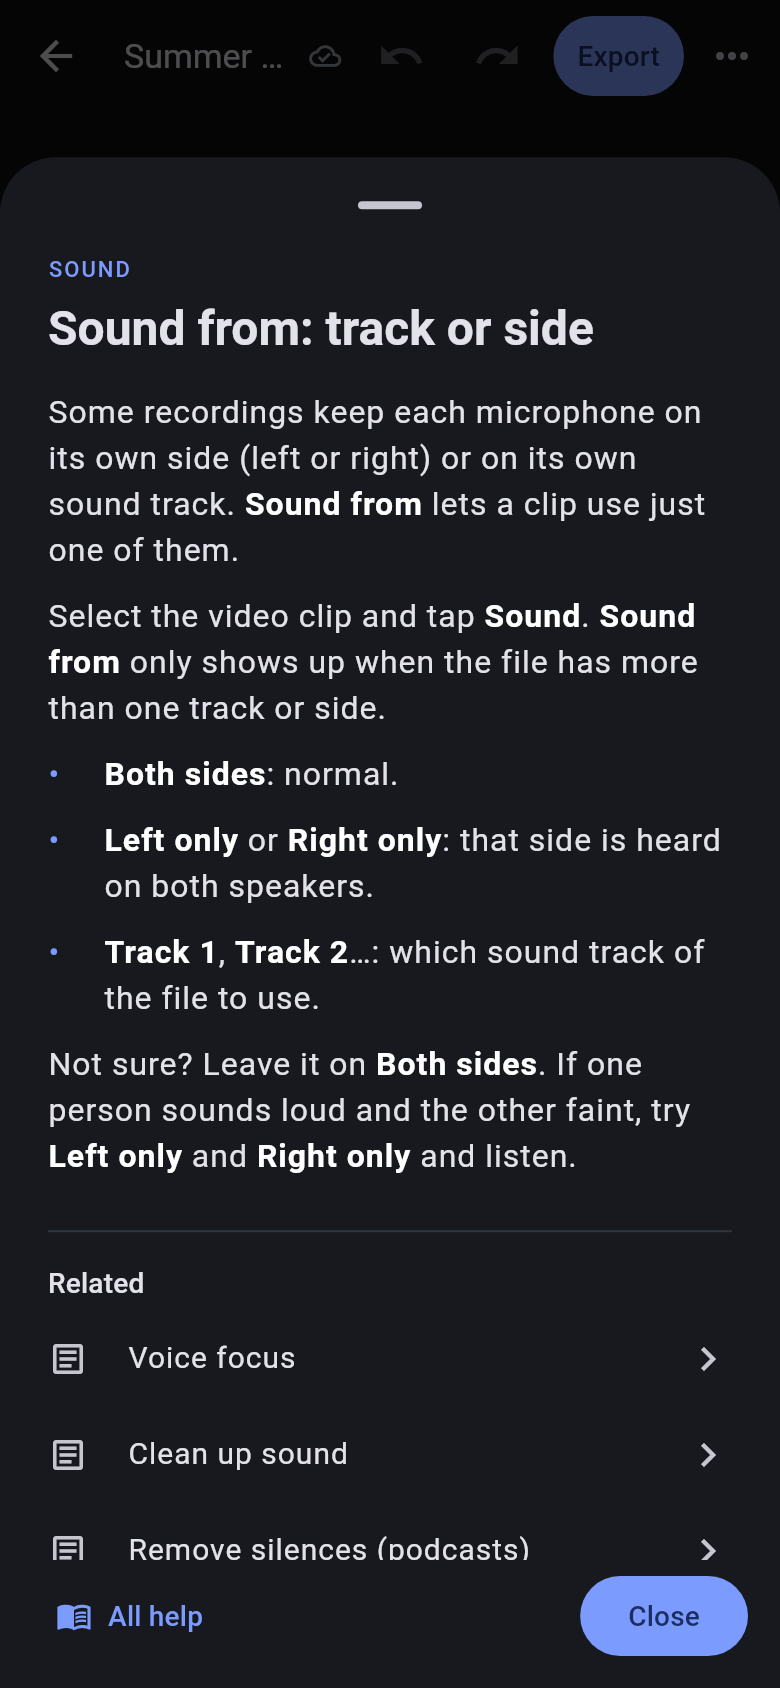 Summer ...
Export
SOUND
Sound from: track or side
Some recordings keep each microphone on
its own side (left or right) or on its own
sound track. Sound from lets a clip use just
one of them.
Select the video clip and tap Sound. Sound
from only shows up when the file has more
than one track or side.
• Both sides: normal.
• Left only or Right only: that side is heard
on both speakers.
• Track 1, Track 2…: which sound track of
the file to use.
Not sure? Leave it on Both sides. If one
person sounds loud and the other faint, try
Left only and Right only and listen.
Related
Voice focus
Clean up sound
Remove silences (podcasts)
All help
Close